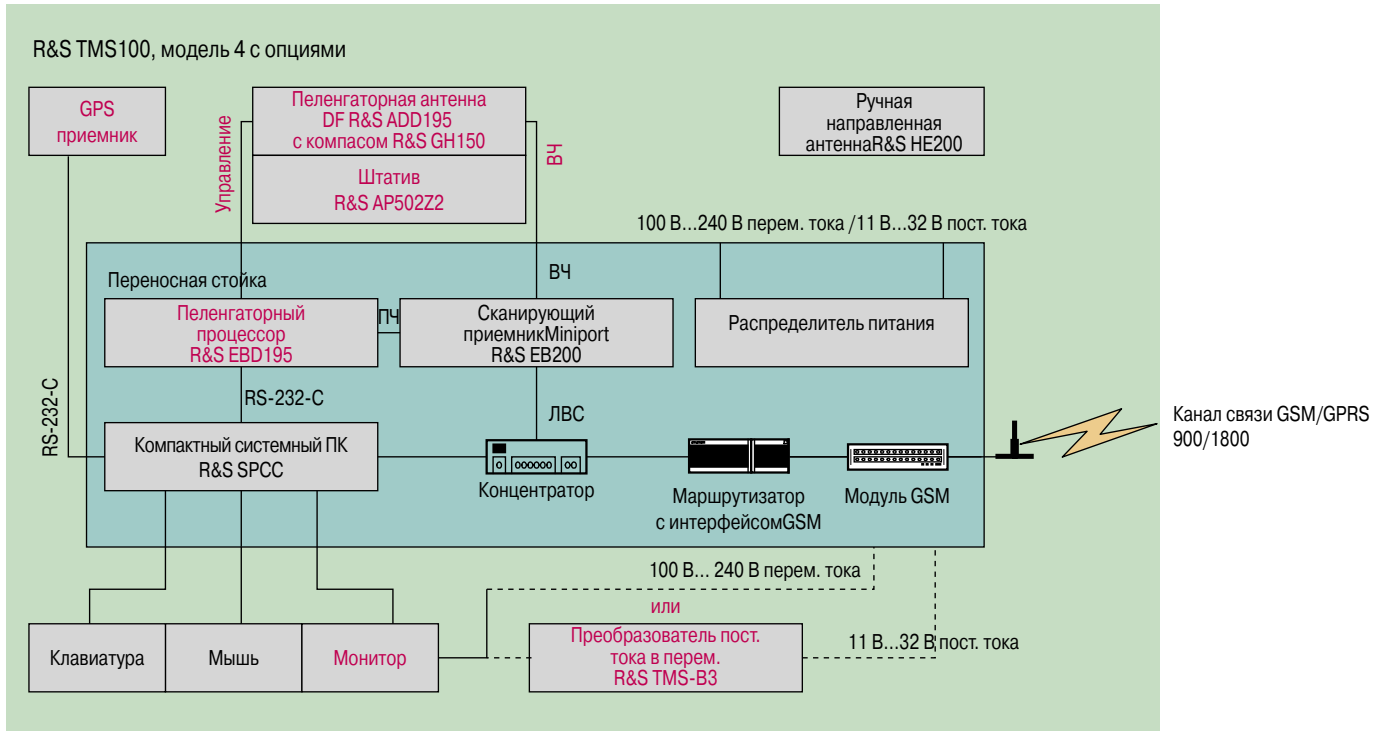 R&S TMS100, модель 4 с опциями
GPS
приемник
Управление
Пеленгаторная антенна
DF R&S ADD195
с компасом R&S GH150
Штатив
R&S AP502Z2
ВЧ
Ручная
направленная
антеннаR&S HE200
100 В...240 В перем. тока /11 В...32 В пост. тока
Переносная стойка
ВЧ
Пеленгаторный
процессор
R&S EBD195
ПЧ
Сканирующий
приемникMiniport
R&S EB200
Распределитель питания
RS-232-C
RS-232-C
ЛВС
Компактный системный ПК
R&S SPCC
Концентратор
Маршрутизатор
с интерфейсомGSM
Модуль GSM
Канал связи GSM/GPRS
900/1800
100 В... 240 В перем. тока
или
Клавиатура
Мышь
Монитор
Преобразователь пост.
тока в перем.
R&S TMS-B3
11 В...32 В пост. тока